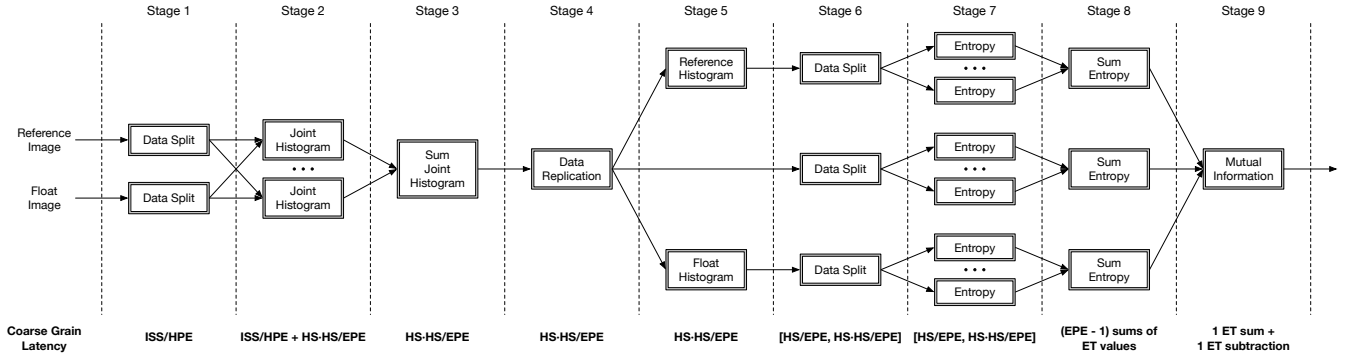 Stage 1
Stage 2
Stage 3
Stage 4
Stage 5
Stage 6
Stage 7
Stage 8
Stage 9
Reference
Image
Float
Image
Data Split
Data Split
Joint
Histogram
• • •
Joint
Histogram
Sum
Joint
Histogram
Data
Replication
Reference
Histogram
Float
Histogram
Data Split
Data Split
Data Split
Entropy
• • •
Entropy
Entropy
• • •
Entropy
Entropy
• • •
Entropy
Sum
Entropy
Sum
Entropy
Sum
Entropy
Mutual
Information
Coarse Grain
Latency
ISS/HPE
ISS/HPE + HS·HS/EPE
HS·HS/EPE
HS·HS/EPE
HS·HS/EPE
[HS/EPE, HS·HS/EPE]
[HS/EPE, HS·HS/EPE]
(EPE - 1) sums of
ET values
1 ET sum +
1 ET subtraction